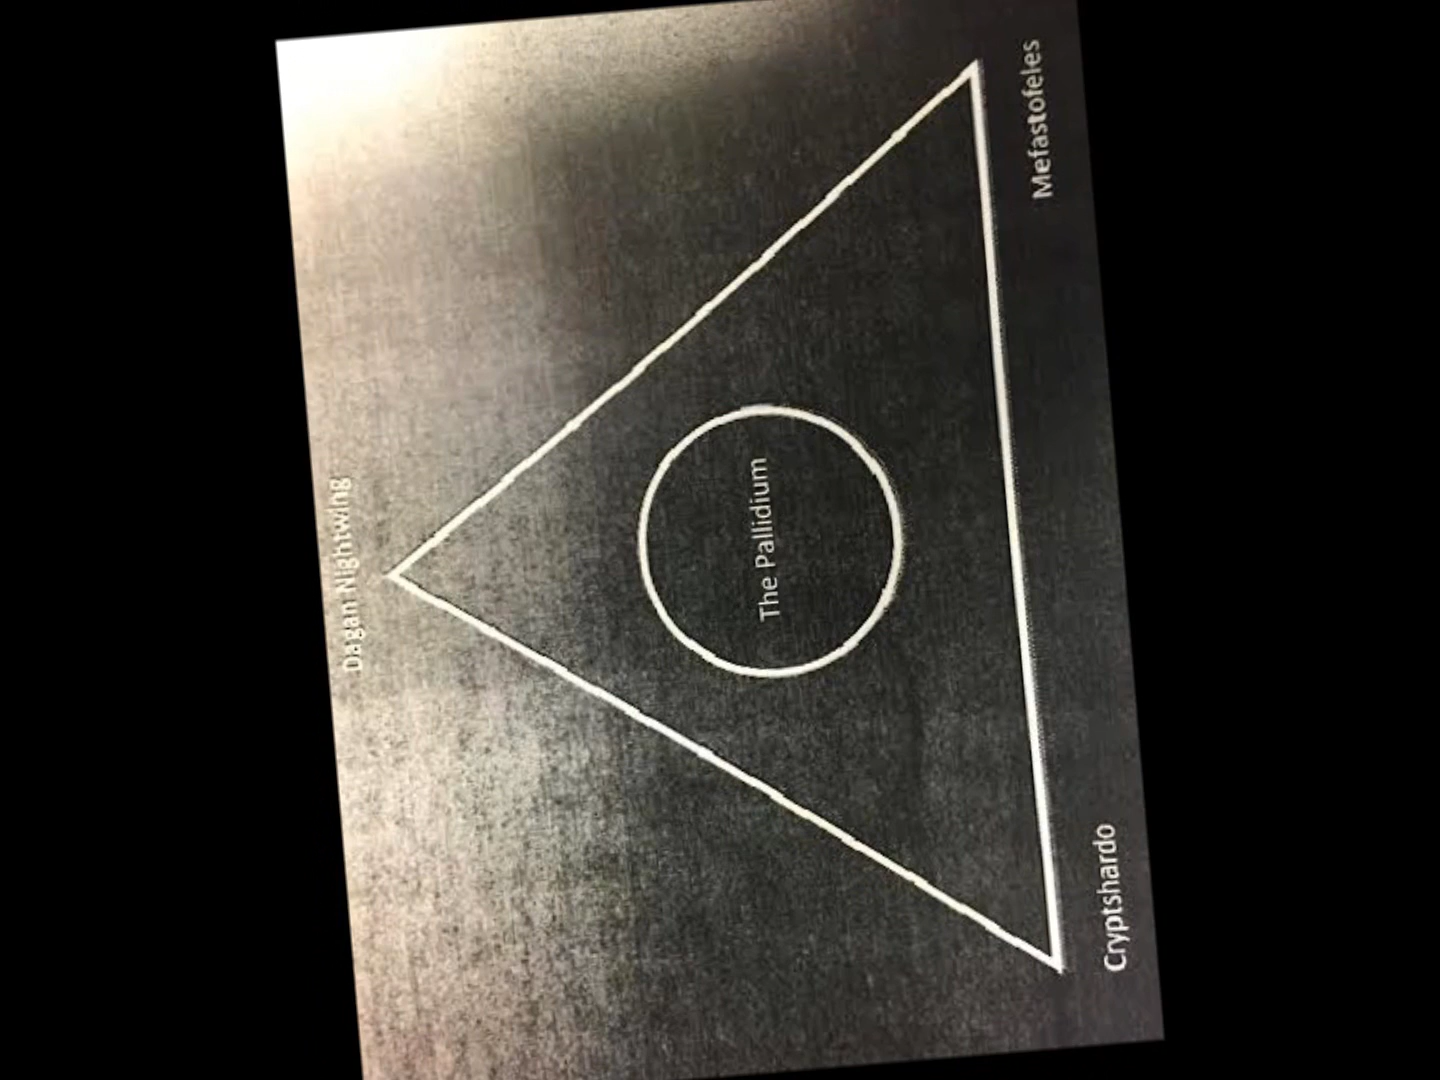 Dagan Nightwing
The Pallidium
Cryptshardo
Mefastofeles